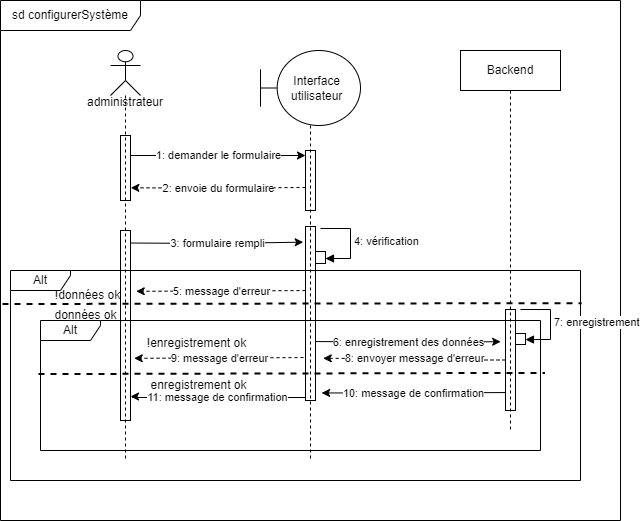 sd configurerSystème
administrateur
Interface
utilisateur
Backend
1: demander le formulaire
2: envoie du formulaire
3: formulaire rempli
4: vérification
Alt
!données ok
5: message d'erreur
données ok
Alt
7: enregistrement
!enregistrement ok
6: enregistrement des données
9: message d'erreur
8: envoyer message d'erreur
enregistrement ok
11: message de confirmation
10: message de confirmation